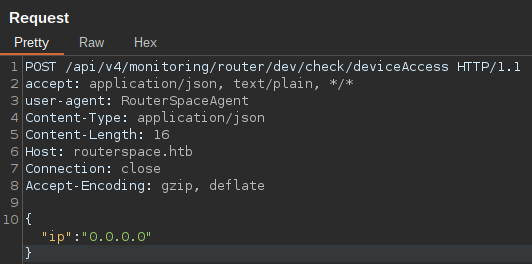 Request
Pretty Raw Hex
1 POST /api/v4/monitoring/router/dev/check/deviceAccess HTTP/1.1
2 accept: application/json, text/plain, */*
3 user-agent: RouterSpaceAgent
4 Content-Type: application/json
5 Content-Length: 16
6 Host: routerspace.htb
7 Connection: close
8 Accept-Encoding: gzip, deflate
9
10 {
"ip":"0.0.0.0"
}